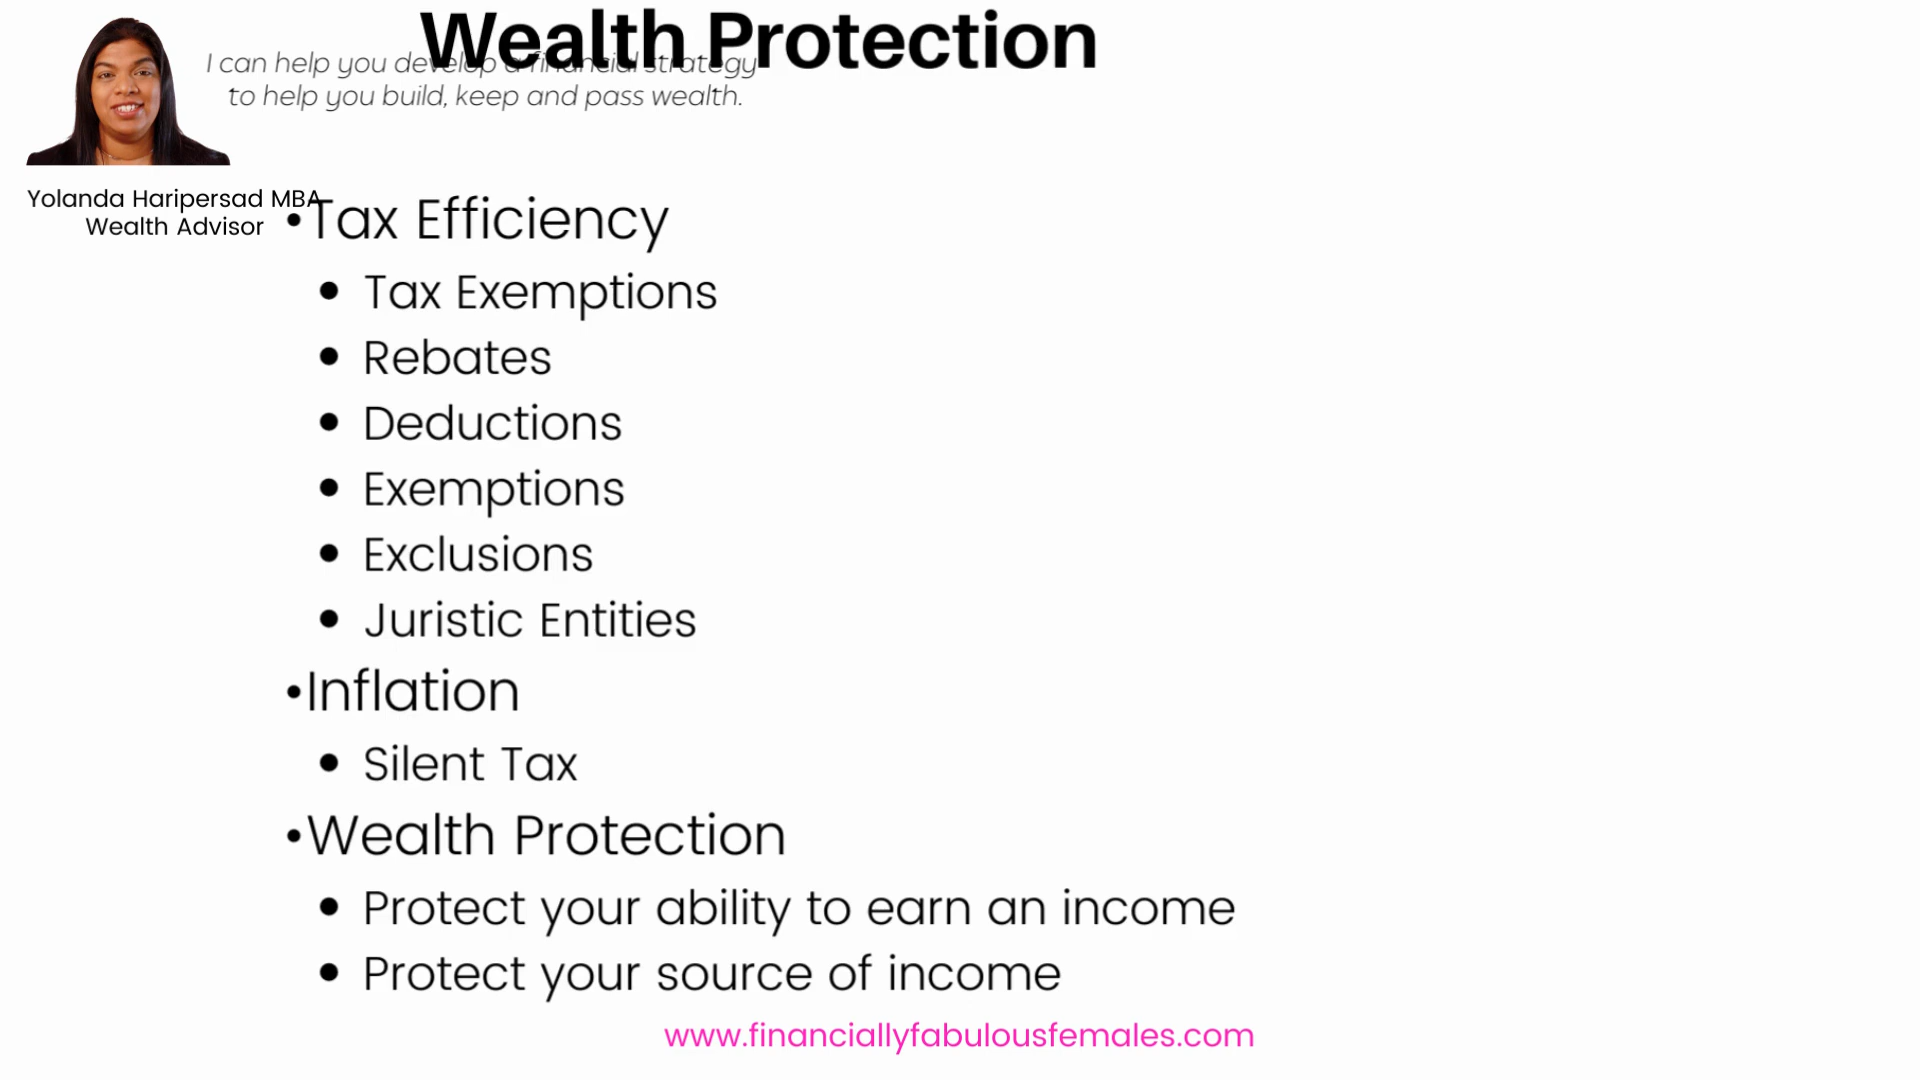 Wealth Protection
I can help you develop a financial strategy
to help you build, keep and pass wealth.
Yolanda Haripersad MBA
Wealth Advisor
•Tax Efficiency
• Tax Exemptions
• Rebates
• Deductions
• Exemptions
• Exclusions
• Juristic Entities
•Inflation
• Silent Tax
•Wealth Protection
• Protect your ability to earn an income
• Protect your source of income
www.financiallyfabulousfemales.com